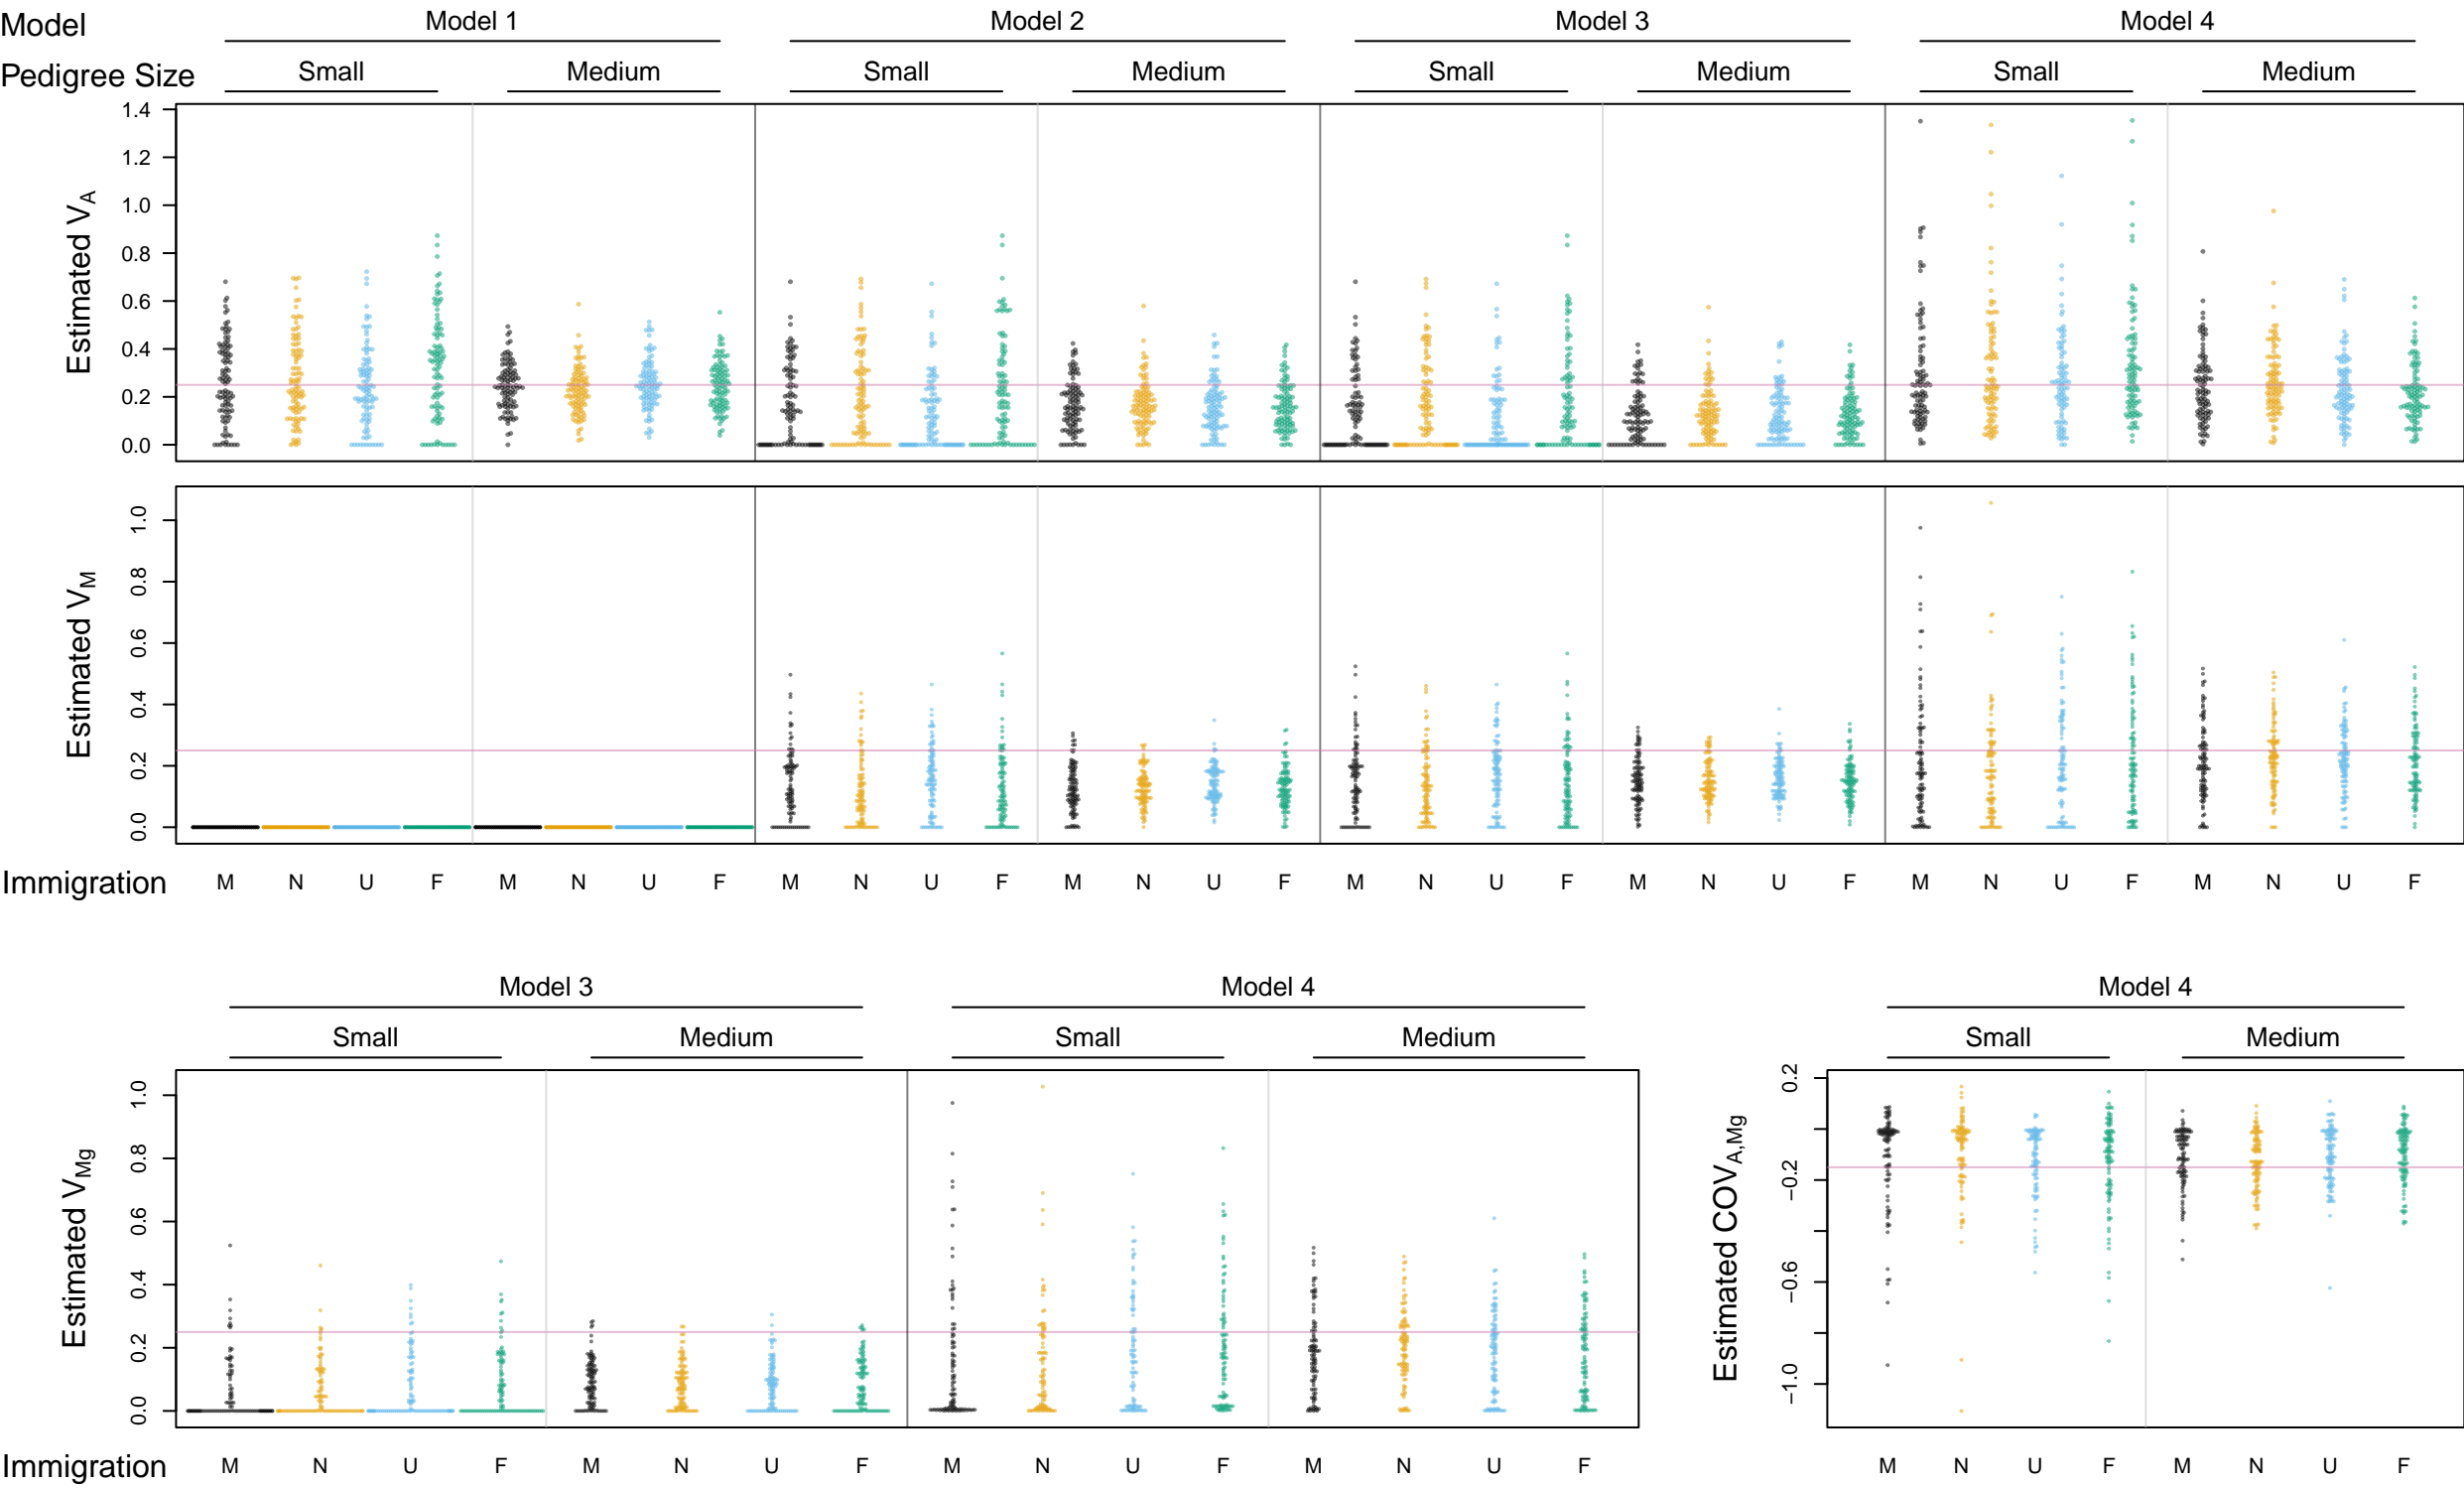 Model Model 1 Model 2 Model 3 Model 4
Pedigree Size Small Medium Small Medium Small Medium Small Medium
Estimated VA
1.4
1.2
1.0
0.8
0.6
0.4
0.2
0.0
Estimated VM
1.0
0.8
0.6
0.4
0.2
0.0
Immigration M N U F M N U F M N U F M N U F M N U F M N U F M N U F M N U F
Model 3 Model 4 Model 4
Small Medium Small Medium Small Medium
Estimated VMg
1.0
0.8
0.6
0.4
0.2
0.0
Estimated COVA,Mg
0.2
−0.2
−0.6
−1.0
Immigration M N U F M N U F M N U F M N U F M N U F M N U F